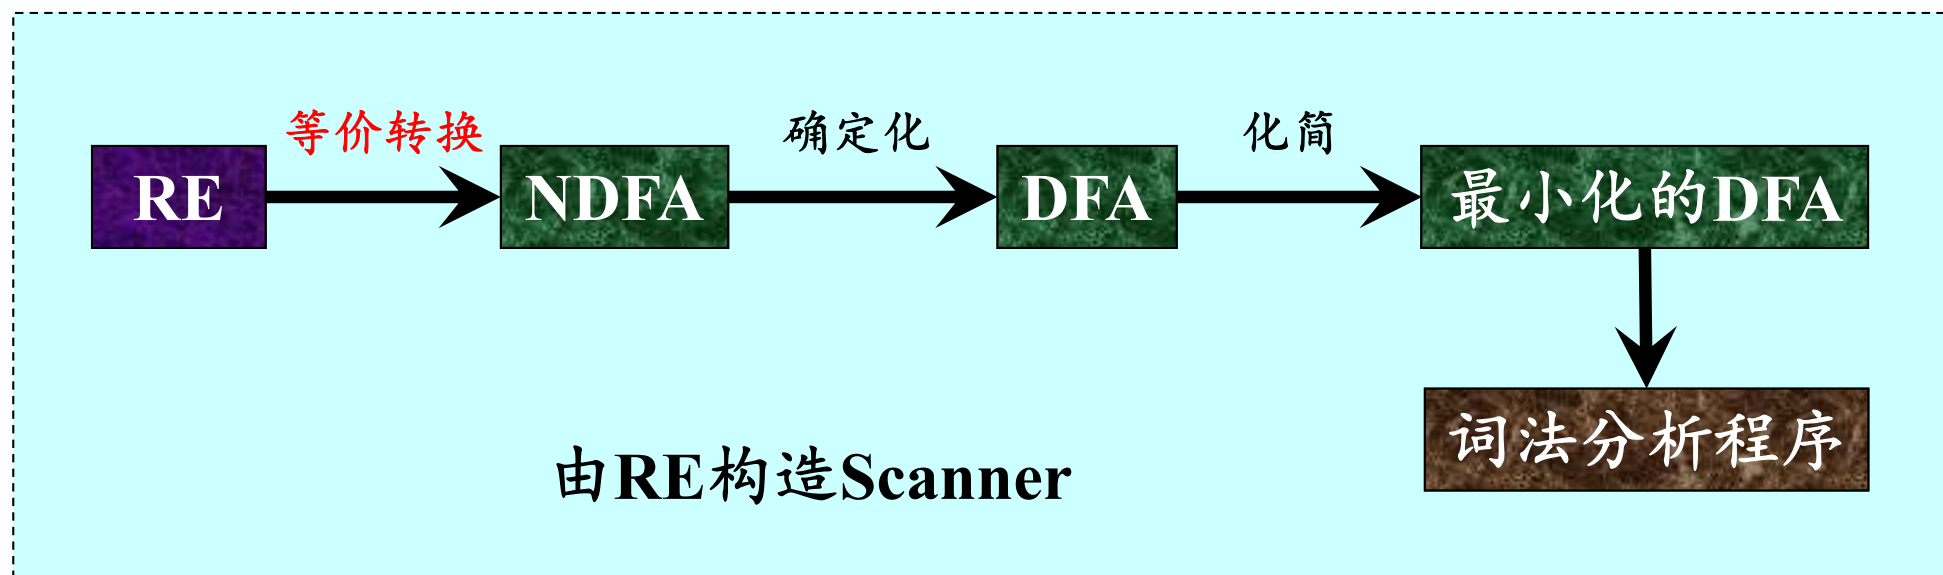 等价转换
确定化
化简
RE
NDFA
DFA
最小化的DFA
词法分析程序
由RE构造Scanner